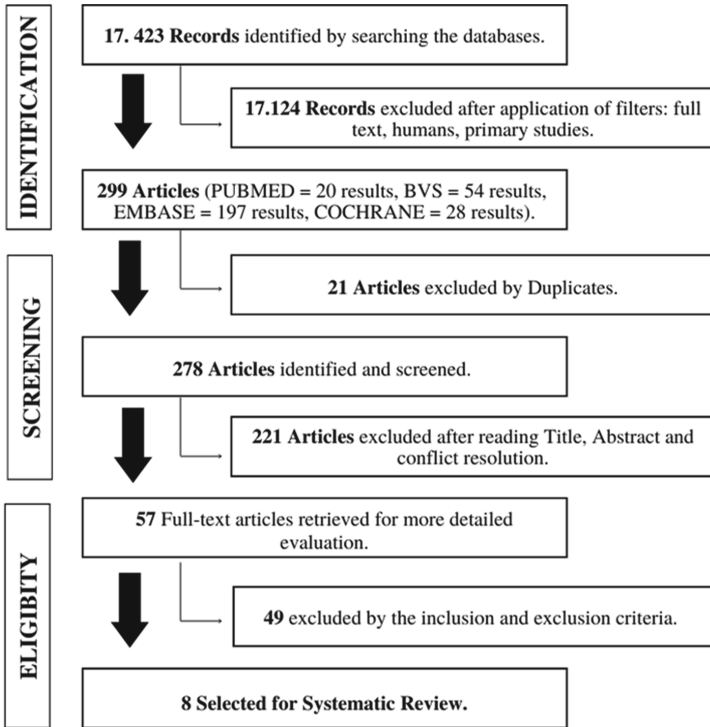 IDENTIFICATION
17. 423 Records identified by searching the databases.
17.124 Records excluded after application of filters: full
text, humans, primary studies.
299 Articles (PUBMED = 20 results, BVS = 54 results,
EMBASE = 197 results, COCHRANE = 28 results).
SCREENING
21 Articles excluded by Duplicates.
278 Articles identified and screened.
221 Articles excluded after reading Title, Abstract and
conflict resolution.
ELIGIBITY
57 Full-text articles retrieved for more detailed
evaluation.
49 excluded by the inclusion and exclusion criteria.
8 Selected for Systematic Review.